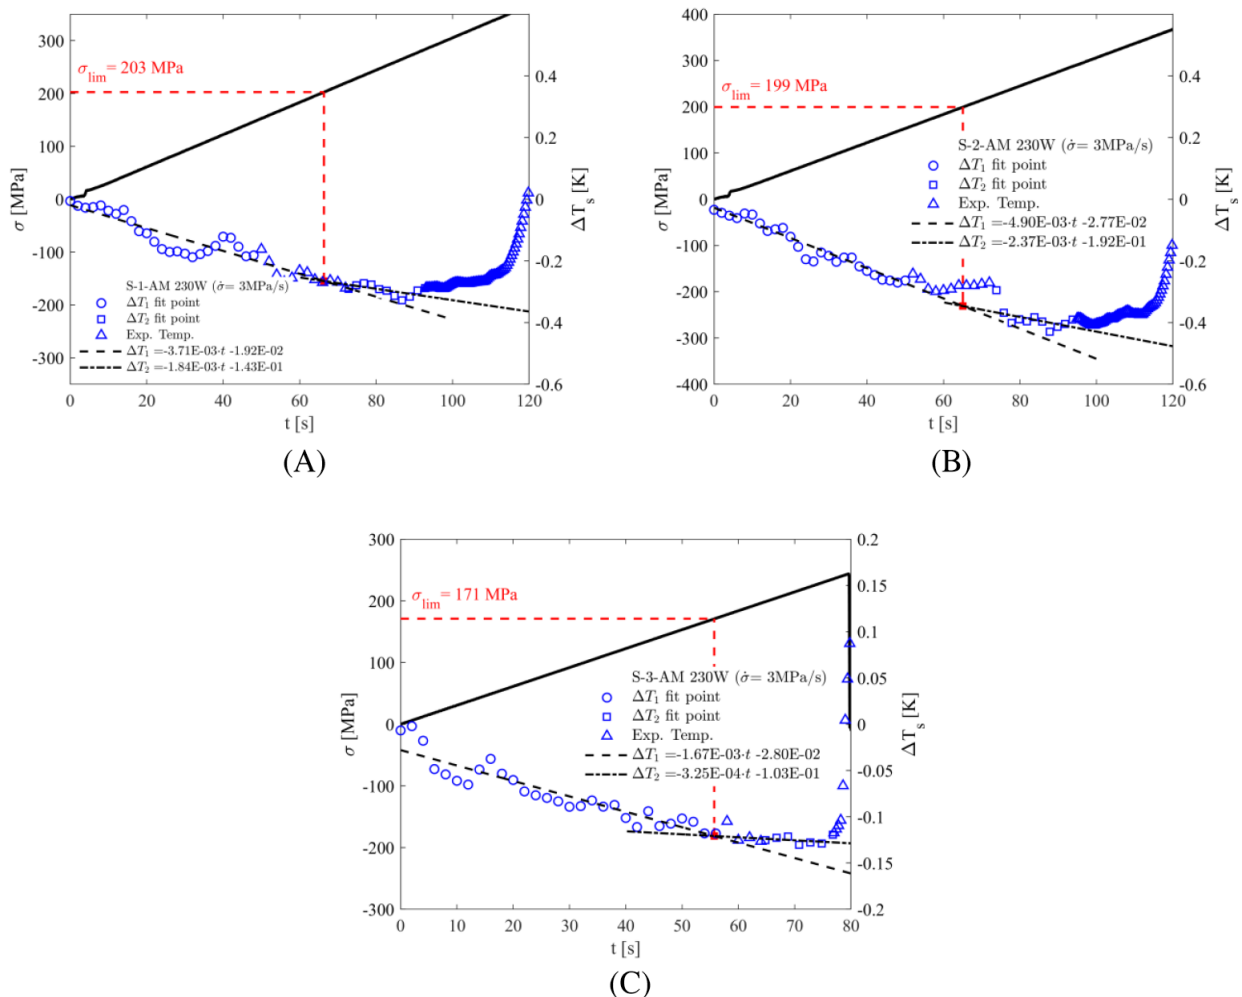 σlim= 203 MPa
300
200
100
0
-100
-200
-300
σ [MPa]
0.4
0.2
0
-0.2
-0.4
-0.6
ΔTs [K]
S-1-AM 230W (σ̇= 3MPa/s)
ΔT1 fit point
ΔT2 fit point
Exp. Temp.
ΔT1 =-3.71E-03·t -1.92E-02
ΔT2 =-1.84E-03·t -1.43E-01
0 20 40 60 80 100 120
t [s]
(A)
400
300
200
100
0
-100
-200
-300
-400
σ [MPa]
σlim= 199 MPa
0.4
0.2
0
-0.2
-0.4
-0.6
ΔTs [K]
S-2-AM 230W (σ̇= 3MPa/s)
ΔT1 fit point
ΔT2 fit point
Exp. Temp.
ΔT1 =-4.90E-03·t -2.77E-02
ΔT2 =-2.37E-03·t -1.92E-01
0 20 40 60 80 100 120
t [s]
(B)
300
200
100
0
-100
-200
-300
σ [MPa]
σlim= 171 MPa
0.2
0.15
0.1
0.05
0
-0.05
-0.1
-0.15
-0.2
ΔTs [K]
S-3-AM 230W (σ̇= 3MPa/s)
ΔT1 fit point
ΔT2 fit point
Exp. Temp.
ΔT1 =-1.67E-03·t -2.80E-02
ΔT2 =-3.25E-04·t -1.03E-01
0 10 20 30 40 50 60 70 80
t [s]
(C)